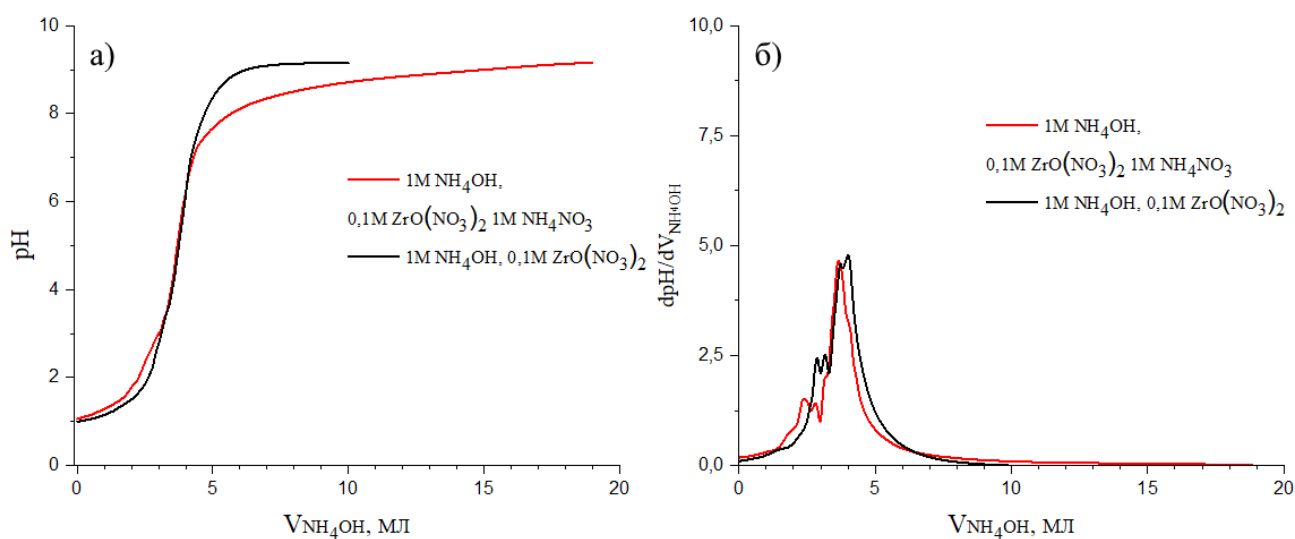 а)
10
8
6
4
2
0
pH
1M NH₄OH,
0,1M ZrO(NO₃)₂ 1M NH₄NO₃
1M NH₄OH, 0,1M ZrO(NO₃)₂
0 5 10 15 20
V_NH₄OH, мл
б)
10,0
7,5
5,0
2,5
0,0
dpH/dV_NH⁴OH
1M NH₄OH,
0,1M ZrO(NO₃)₂ 1M NH₄NO₃
1M NH₄OH, 0,1M ZrO(NO₃)₂
0 5 10 15 20
V_NH₄OH, мл